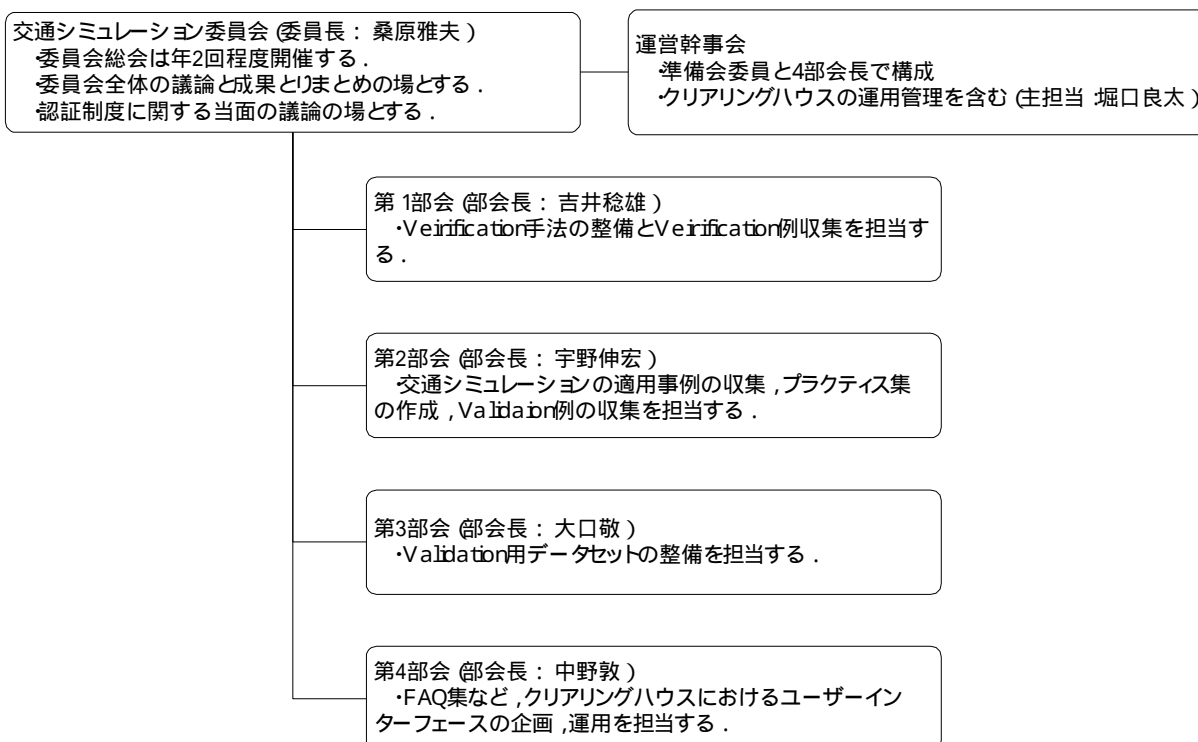 交通シミュレーション委員会(委員長：桑原雅夫)
・委員会総会は年2回程度開催する．
・委員会全体の議論と成果とりまとめの場とする．
・認証制度に関する当面の議論の場とする．
運営幹事会
・準備会委員と4部会長で構成
・クリアリングハウスの運用管理を含む(主担当:堀口良太)
第1部会(部会長：吉井稔雄)
・Veirification手法の整備とVeirification例収集を担当す
る．
第2部会(部会長：宇野伸宏)
・交通シミュレーションの適用事例の収集,プラクティス集
の作成,Validaion例の収集を担当する．
第3部会(部会長：大口敬)
・Validation用データセットの整備を担当する．
第4部会(部会長：中野敦)
・FAQ集など,クリアリングハウスにおけるユーザーイン
ターフェースの企画,運用を担当する．